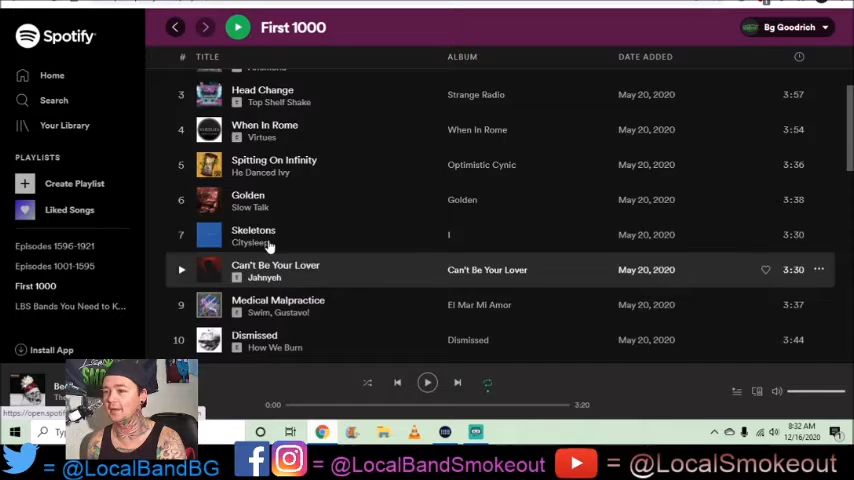 Spotify
Home
Search
Your Library
PLAYLISTS
Create Playlist
Liked Songs
Episodes 1596-1921
Episodes 1001-1595
First 1000
LBS Bands You Need to K...
Install App
First 1000
Bg Goodrich
# TITLE ALBUM DATE ADDED
3 Head Change Strange Radio May 20, 2020 3:57
E Top Shelf Shake
4 When In Rome When In Rome May 20, 2020 3:54
E Virtues
5 Spitting On Infinity Optimistic Cynic May 20, 2020 3:36
He Danced Ivy
6 Golden Golden May 20, 2020 3:38
Slow Talk
7 Skeletons I May 20, 2020 3:30
Citysleep
Can't Be Your Lover Can't Be Your Lover May 20, 2020 3:30
E Jahnyeh
9 Medical Malpractice El Mar Mi Amor May 20, 2020 3:37
E Swim, Gustavo!
10 Dismissed Dismissed May 20, 2020 3:44
E How We Burn
0:00 3:20
https://open.spotif
8:32 AM
12/16/2020
= @LocalBandBG = @LocalBandSmokeout = @LocalSmokeout